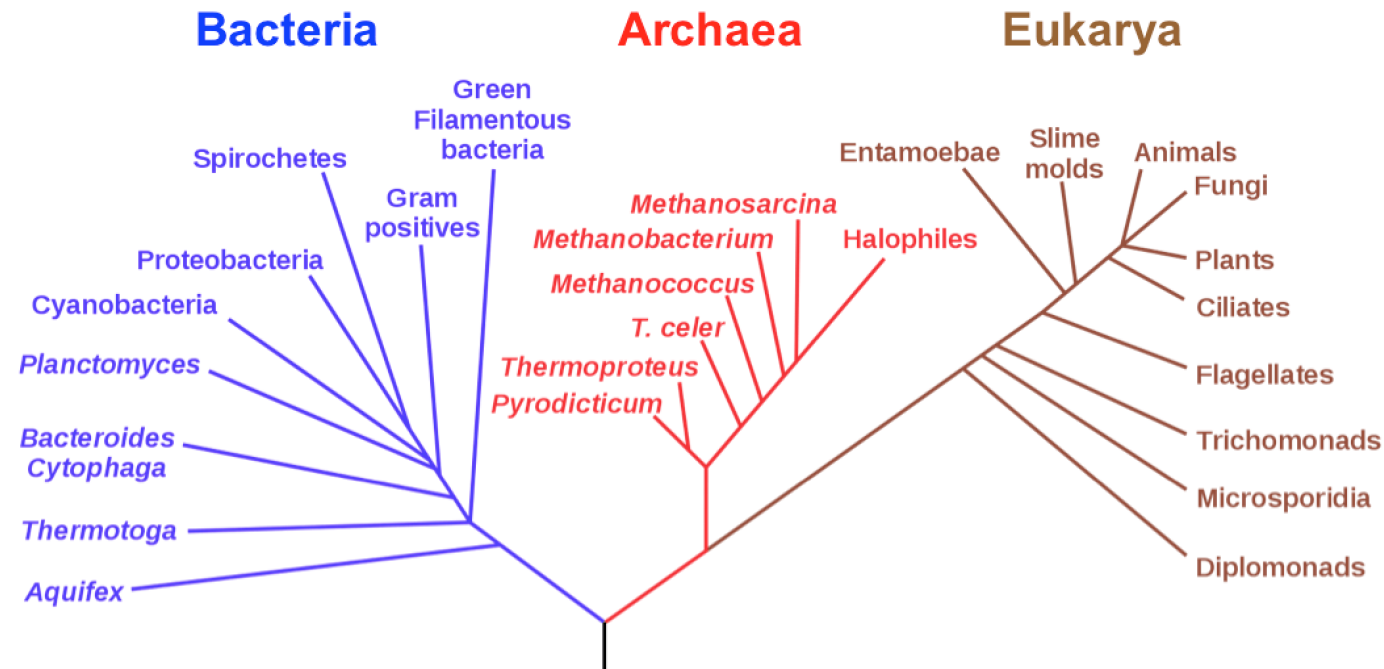 Bacteria
Archaea
Eukarya
Green
Filamentous
bacteria
Spirochetes
Gram
positives
Proteobacteria
Cyanobacteria
Planctomyces
Bacteroides
Cytophaga
Thermotoga
Aquifex
Methanosarcina
Methanobacterium
Halophiles
Methanococcus
T. celer
Thermoproteus
Pyrodicticum
Entamoebae
Slime
molds
Animals
Fungi
Plants
Ciliates
Flagellates
Trichomonads
Microsporidia
Diplomonads